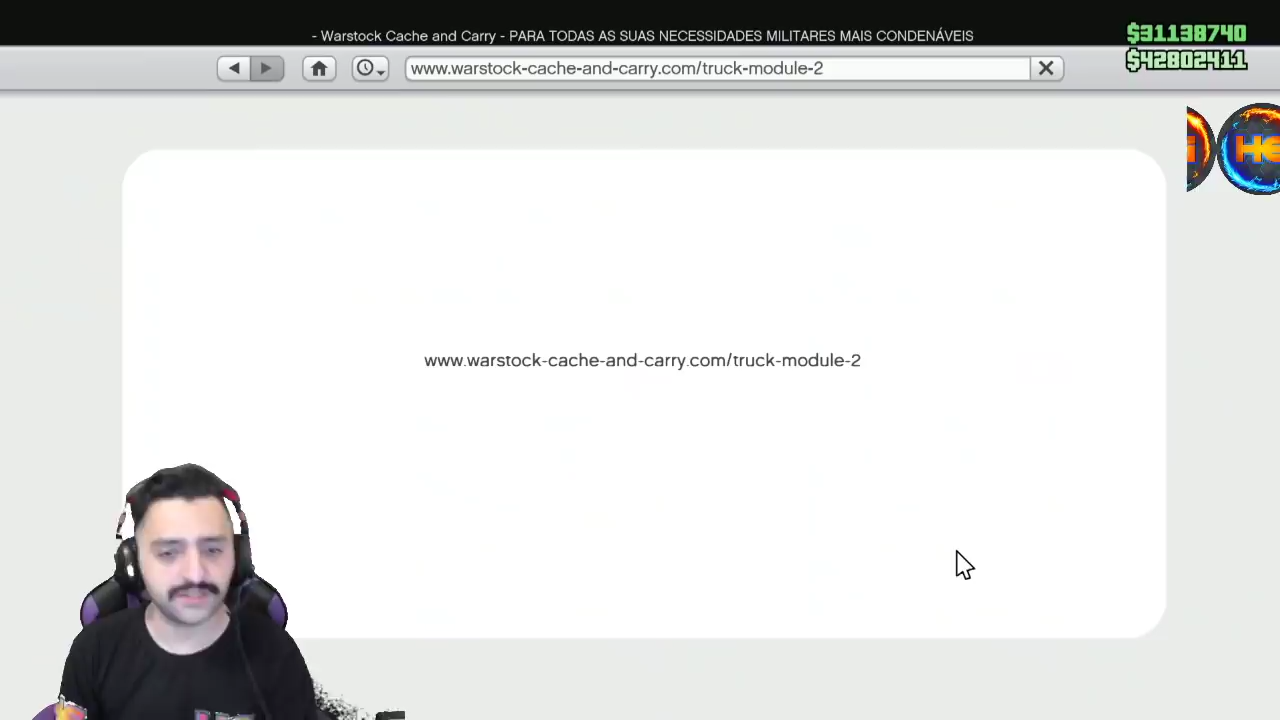 - Warstock Cache and Carry - PARA TODAS AS SUAS NECESSIDADES MILITARES MAIS CONDENÁVEIS
$31138740
www.warstock-cache-and-carry.com/truck-module-2
$42802411
HE
www.warstock-cache-and-carry.com/truck-module-2